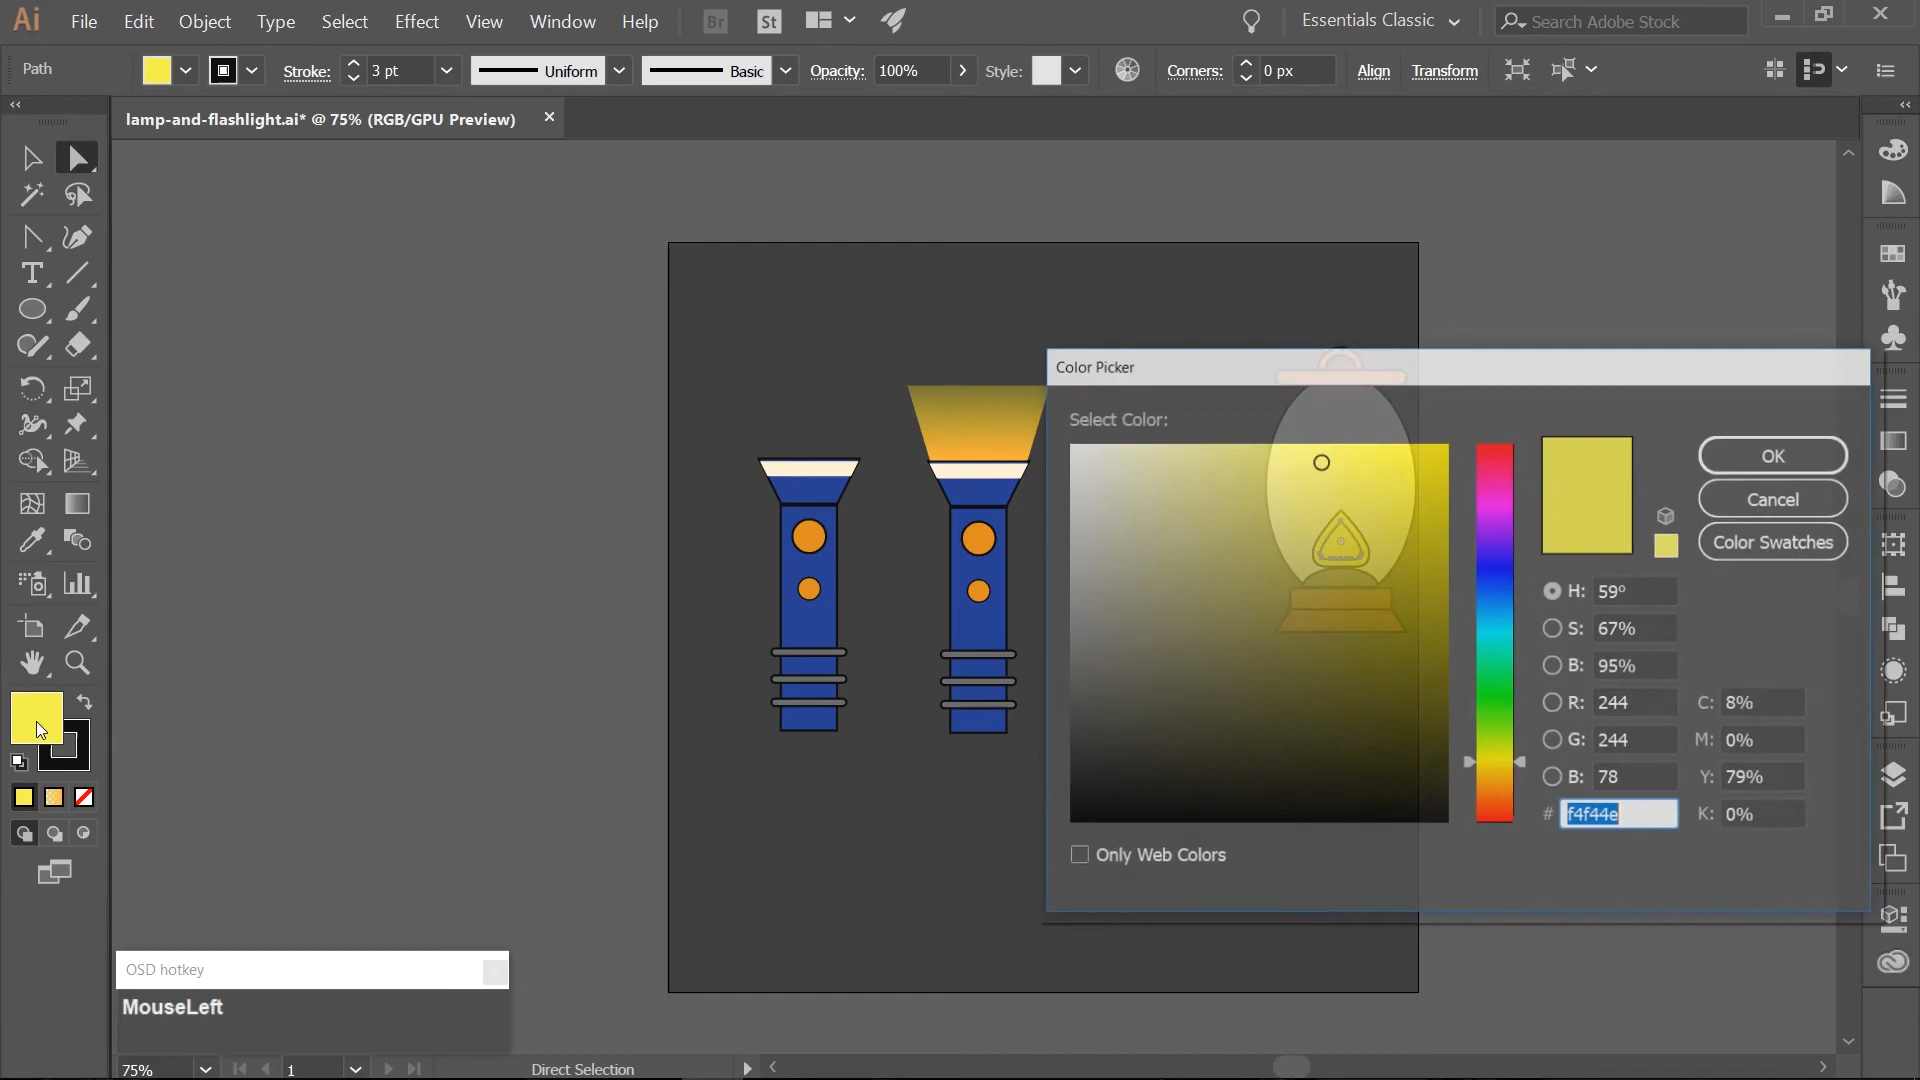 Ai File Edit Object Type Select Effect View Window Help Br St Essentials Classic Search Adobe Stock
Path Stroke: 3 pt Uniform Basic Opacity: 100% Style: Corners: 0 px Align Transform
lamp-and-flashlight.ai* @ 75% (RGB/GPU Preview)
Color Picker
Select Color:
OK
Cancel
Color Swatches
H: 59°
S: 67%
B: 95%
R: 244 C: 8%
G: 244 M: 0%
B: 78 Y: 79%
# f4f44e K: 0%
Only Web Colors
OSD hotkey
MouseLeft
75% 1 Direct Selection